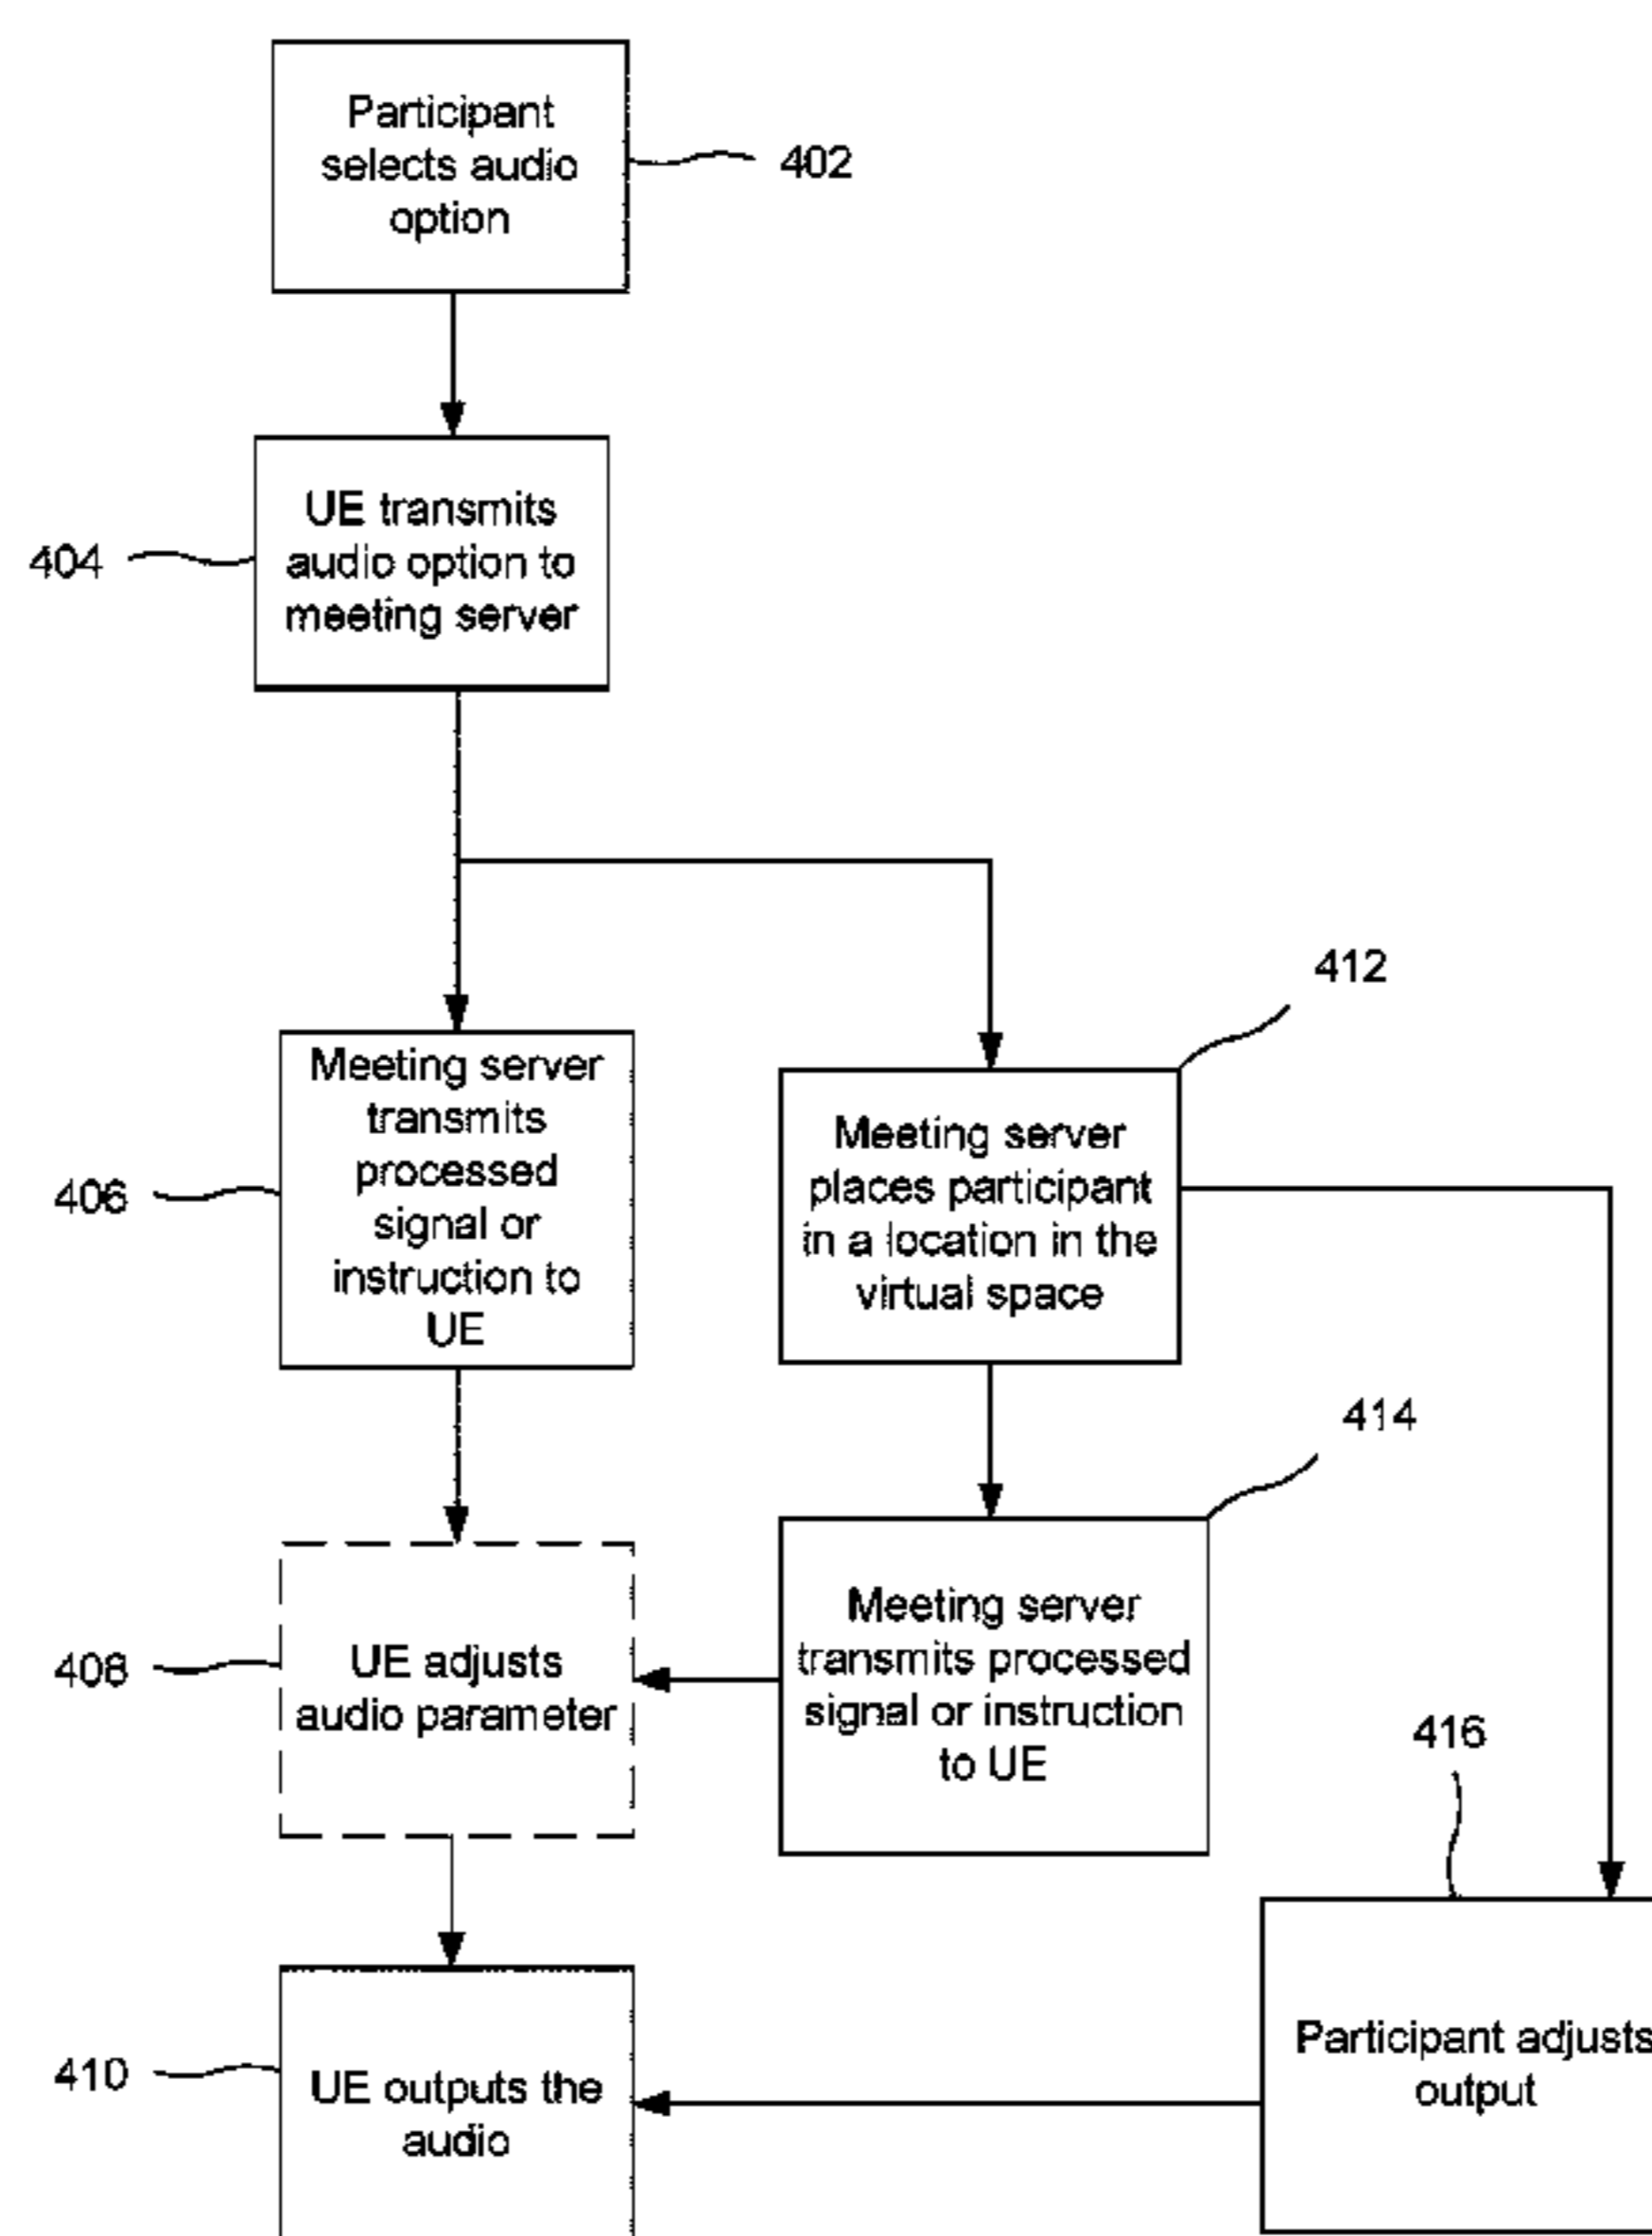 Participant
selects audio
option
402
UE transmits
audio option to
meeting server
404
Meeting server
transmits
processed
signal or
instruction to
UE
406
412
Meeting server
places participant
in a location in the
virtual space
414
Meeting server
transmits processed
signal or instruction
to UE
UE adjusts
audio parameter
408
416
Participant adjusts
output
UE outputs the
audio
410